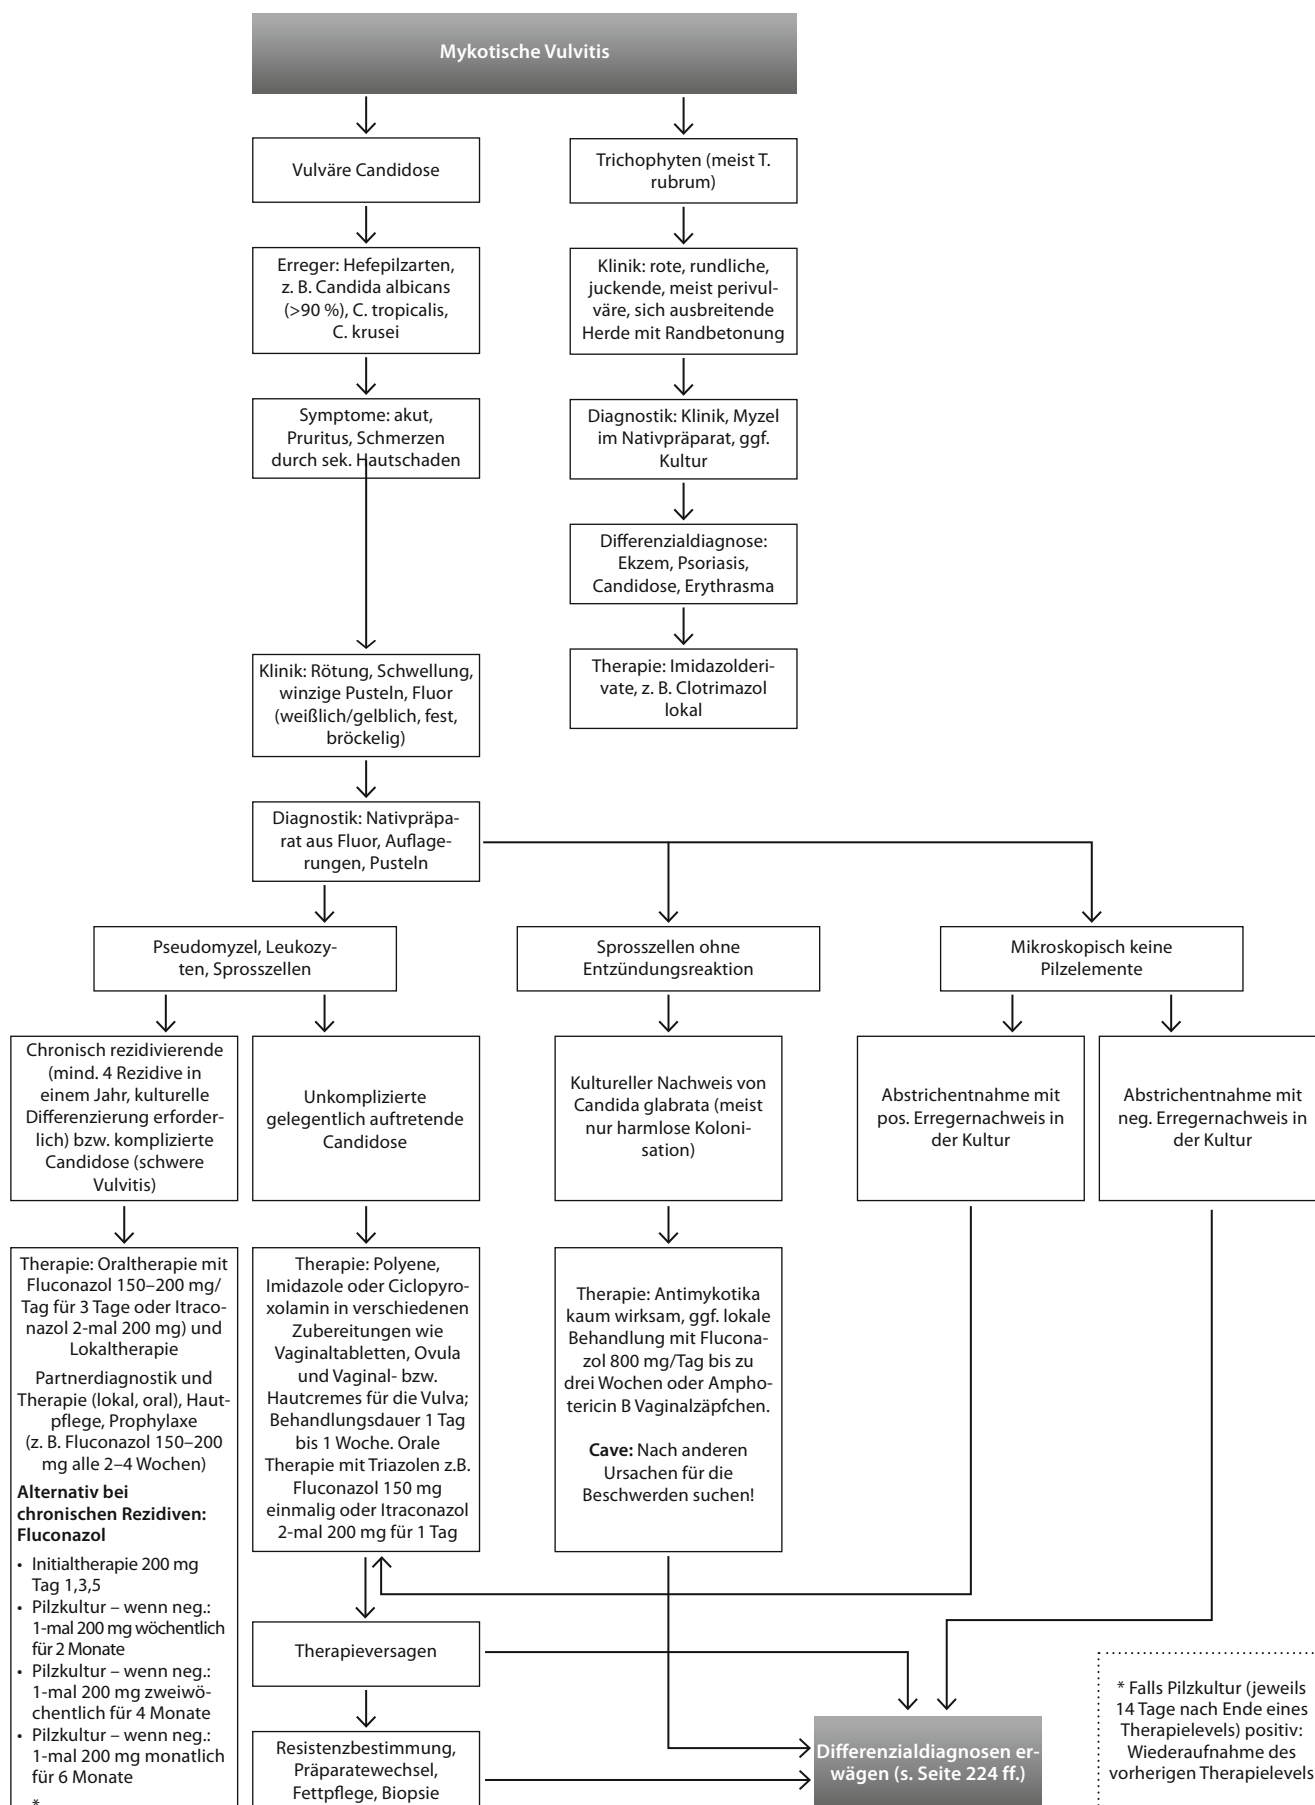 Mykotische Vulvitis
Vulväre Candidose
Trichophyten (meist T.
rubrum)
Erreger: Hefepilzarten,
z. B. Candida albicans
(>90 %), C. tropicalis,
C. krusei
Klinik: rote, rundliche,
juckende, meist perivul-
väre, sich ausbreitende
Herde mit Randbetonung
Symptome: akut,
Pruritus, Schmerzen
durch sek. Hautschaden
Diagnostik: Klinik, Myzel
im Nativpräparat, ggf.
Kultur
Differenzialdiagnose:
Ekzem, Psoriasis,
Candidose, Erythrasma
Klinik: Rötung, Schwellung,
winzige Pusteln, Fluor
(weißlich/gelblich, fest,
bröckelig)
Therapie: Imidazolderi-
vate, z. B. Clotrimazol
lokal
Diagnostik: Nativpräpa-
rat aus Fluor, Auflage-
rungen, Pusteln
Pseudomyzel, Leukozy-
ten, Sprosszellen
Sprosszellen ohne
Entzündungsreaktion
Mikroskopisch keine
Pilzelemente
Chronisch rezidivierende
(mind. 4 Rezidive in
einem Jahr, kulturelle
Differenzierung erforder-
lich) bzw. komplizierte
Candidose (schwere
Vulvitis)
Unkomplizierte
gelegentlich auftretende
Candidose
Kultureller Nachweis von
Candida glabrata (meist
nur harmlose Koloni-
sation)
Abstrichentnahme mit
pos. Erregernachweis in
der Kultur
Abstrichentnahme mit
neg. Erregernachweis in
der Kultur
Therapie: Oraltherapie mit
Fluconazol 150–200 mg/
Tag für 3 Tage oder Itraco-
nazol 2-mal 200 mg) und
Lokaltherapie
Partnerdiagnostik und
Therapie (lokal, oral), Haut-
pflege, Prophylaxe
(z. B. Fluconazol 150–200
mg alle 2–4 Wochen)
Alternativ bei
chronischen Rezidiven:
Fluconazol
• Initialtherapie 200 mg
Tag 1,3,5
• Pilzkultur – wenn neg.:
1-mal 200 mg wöchentlich
für 2 Monate
• Pilzkultur – wenn neg.:
1-mal 200 mg zweiwö-
chentlich für 4 Monate
• Pilzkultur – wenn neg.:
1-mal 200 mg monatlich
für 6 Monate
*
Therapie: Polyene,
Imidazole oder Ciclopyro-
xolamin in verschiedenen
Zubereitungen wie
Vaginaltabletten, Ovula
und Vaginal- bzw.
Hautcremes für die Vulva;
Behandlungsdauer 1 Tag
bis 1 Woche. Orale
Therapie mit Triazolen z.B.
Fluconazol 150 mg
einmalig oder Itraconazol
2-mal 200 mg für 1 Tag
Therapie: Antimykotika
kaum wirksam, ggf. lokale
Behandlung mit Flucona-
zol 800 mg/Tag bis zu
drei Wochen oder Ampho-
tericin B Vaginalzäpfchen.
Cave: Nach anderen
Ursachen für die
Beschwerden suchen!
Therapieversagen
Resistenzbestimmung,
Präparatewechsel,
Fettpflege, Biopsie
Differenzialdiagnosen er-
wägen (s. Seite 224 ff.)
* Falls Pilzkultur (jeweils
14 Tage nach Ende eines
Therapielevels) positiv:
Wiederaufnahme des
vorherigen Therapielevels